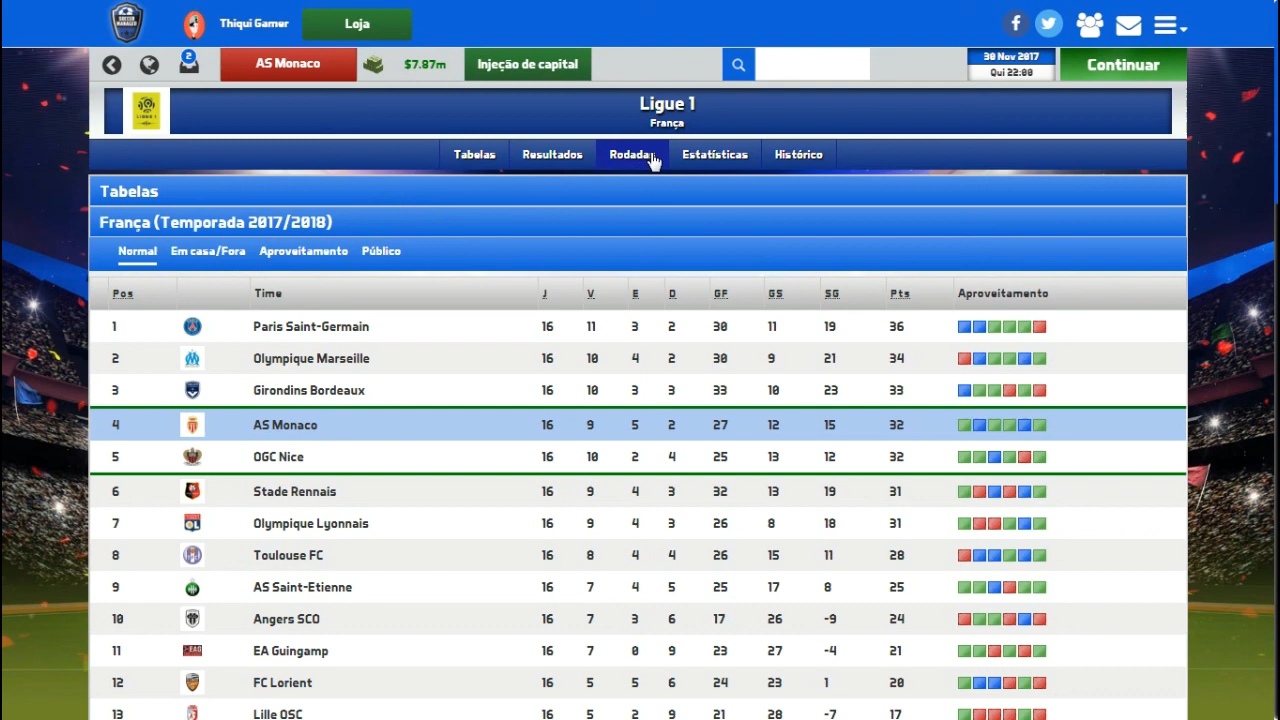 SOCCER MANAGER
Thiqui Gamer
Loja
2
AS Monaco
$7.87m
Injeção de capital
30 Nov 2017
Qui 22:00
Continuar
LIGUE 1
Ligue 1
França
Tabelas Resultados Rodadas Estatísticas Histórico
Tabelas
França (Temporada 2017/2018)
Normal Em casa/Fora Aproveitamento Público
Pos Time J V E D GF GS SG Pts Aproveitamento
1 Paris Saint-Germain 16 11 3 2 30 11 19 36
2 Olympique Marseille 16 10 4 2 30 9 21 34
3 Girondins Bordeaux 16 10 3 3 33 10 23 33
4 AS Monaco 16 9 5 2 27 12 15 32
5 OGC Nice 16 10 2 4 25 13 12 32
6 Stade Rennais 16 9 4 3 32 13 19 31
7 Olympique Lyonnais 16 9 4 3 26 8 18 31
8 Toulouse FC 16 8 4 4 26 15 11 28
9 AS Saint-Etienne 16 7 4 5 25 17 8 25
10 Angers SCO 16 7 3 6 17 26 -9 24
11 EA Guingamp 16 7 0 9 23 27 -4 21
12 FC Lorient 16 5 5 6 24 23 1 20
13 Lille OSC 16 5 2 9 21 28 -7 17